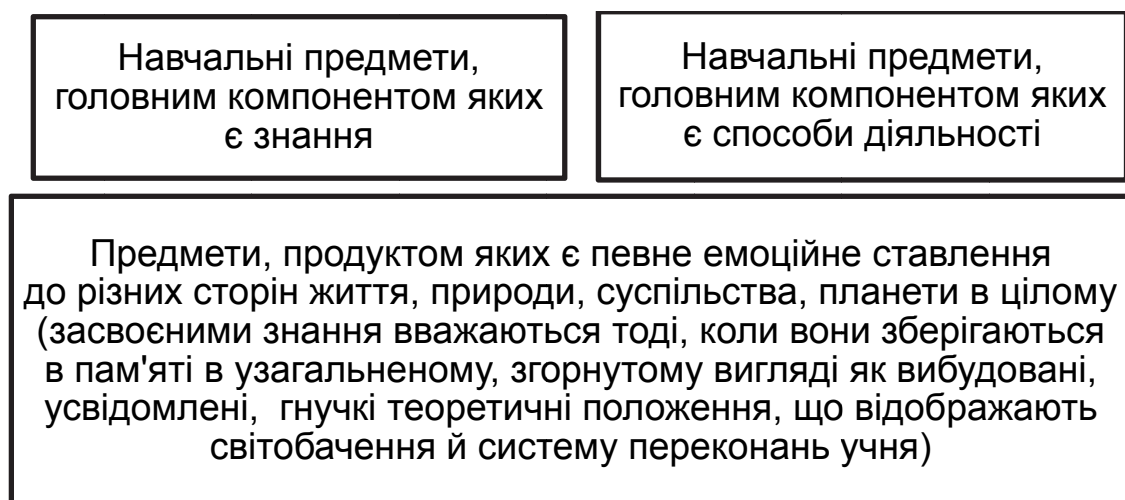 Навчальні предмети,
головним компонентом яких
є знання
Навчальні предмети,
головним компонентом яких
є способи діяльності
Предмети, продуктом яких є певне емоційне ставлення
до різних сторін життя, природи, суспільства, планети в цілому
(засвоєними знання вважаються тоді, коли вони зберігаються
в пам'яті в узагальненому, згорнутому вигляді як вибудовані,
усвідомлені, гнучкі теоретичні положення, що відображають
світобачення й систему переконань учня)